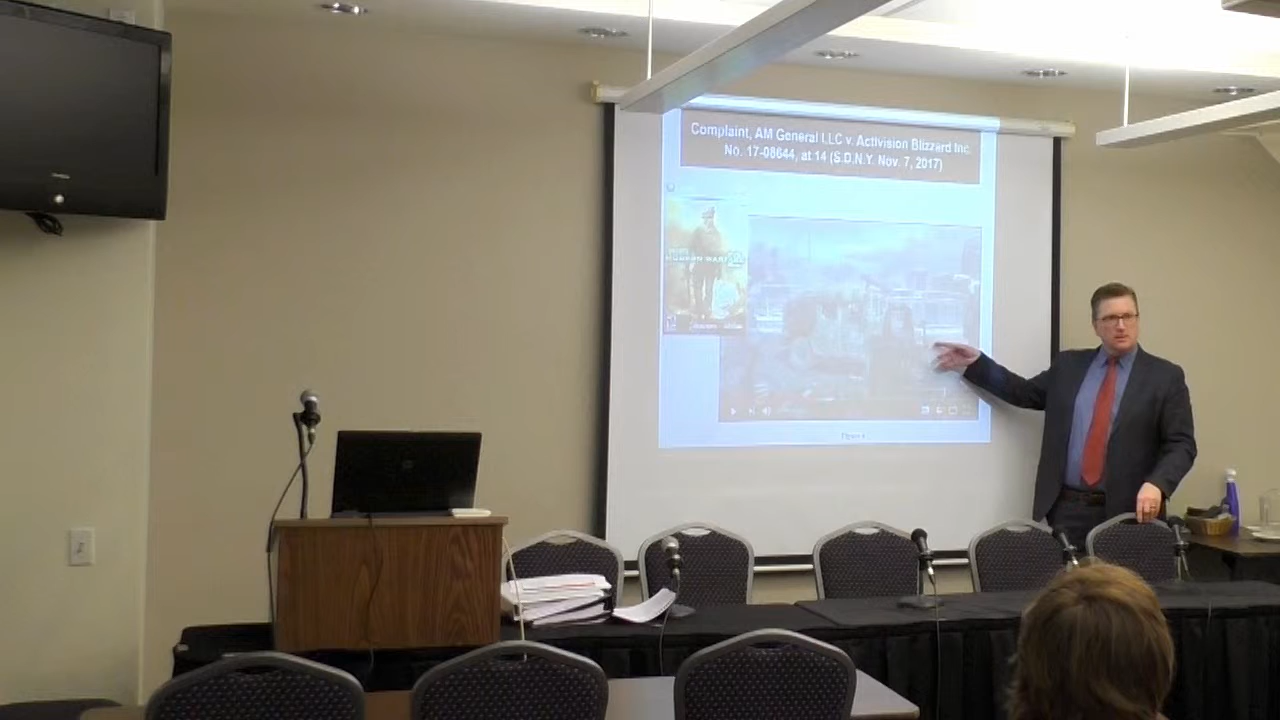 Complaint, AM General LLC v. Activision Blizzard Inc.
No. 17-08644, at 14 (S.D.N.Y. Nov. 7, 2017)